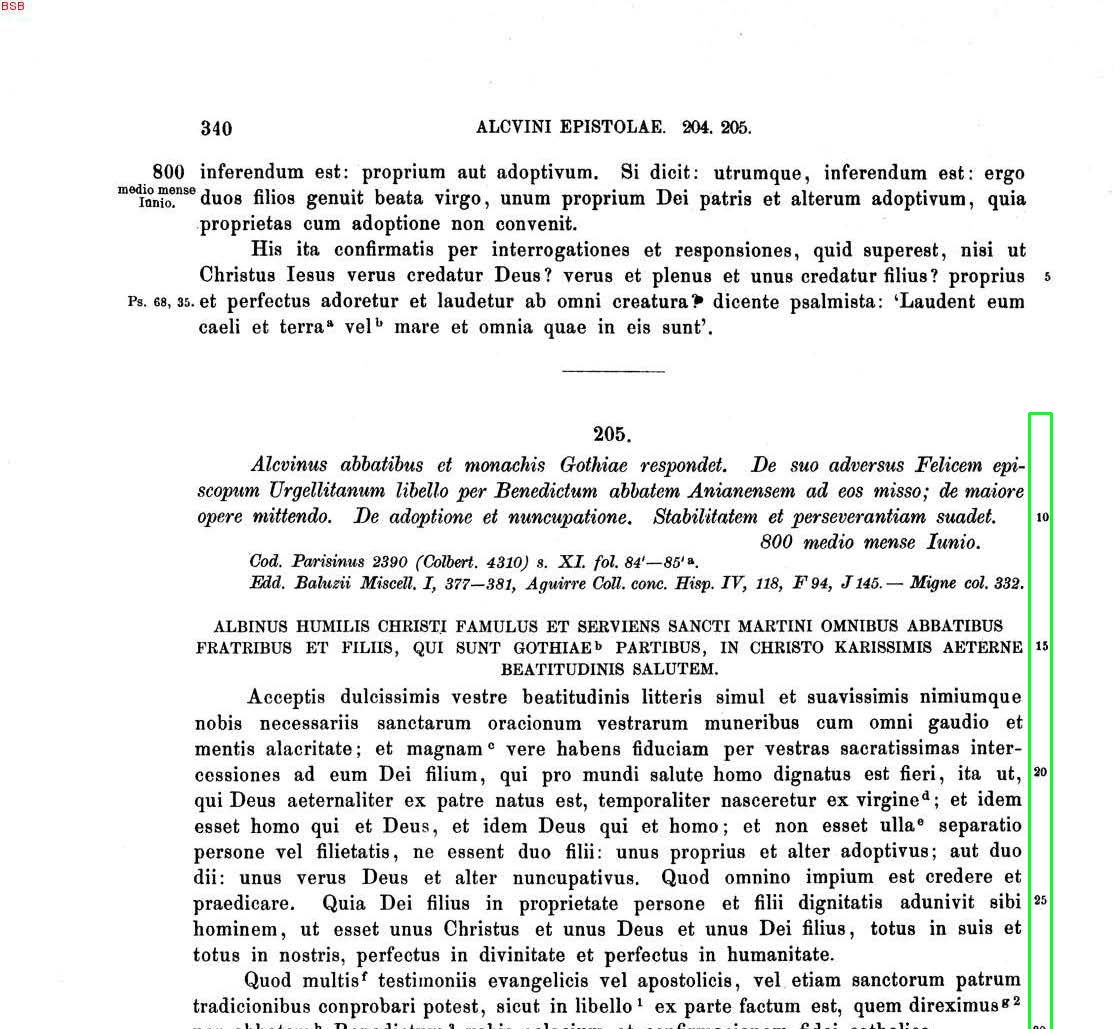 BSB
340 ALCVINI EPISTOLAE. 204. 205.
800 inferendum est: proprium aut adoptivum. Si dicit: utrumque, inferendum est: ergo
medio mense
Iunio. duos filios genuit beata virgo, unum proprium Dei patris et alterum adoptivum, quia
proprietas cum adoptione non convenit.
His ita confirmatis per interrogationes et responsiones, quid superest, nisi ut
Christus Iesus verus credatur Deus? verus et plenus et unus credatur filius? proprius 5
Ps. 68, 35. et perfectus adoretur et laudetur ab omni creatura? dicente psalmista: ‘Laudent eum
caeli et terraᵃ velᵇ mare et omnia quae in eis sunt’.
205.
Alcvinus abbatibus et monachis Gothiae respondet. De suo adversus Felicem epi-
scopum Urgellitanum libello per Benedictum abbatem Anianensem ad eos misso; de maiore
opere mittendo. De adoptione et nuncupatione. Stabilitatem et perseverantiam suadet. 10
800 medio mense Iunio.
Cod. Parisinus 2390 (Colbert. 4310) s. XI. fol. 84'—85'ᵃ.
Edd. Baluzii Miscell. I, 377—381, Aguirre Coll. conc. Hisp. IV, 118, F 94, J 145. — Migne col. 332.
ALBINUS HUMILIS CHRISTI FAMULUS ET SERVIENS SANCTI MARTINI OMNIBUS ABBATIBUS
FRATRIBUS ET FILIIS, QUI SUNT GOTHIAEᵇ PARTIBUS, IN CHRISTO KARISSIMIS AETERNE 15
BEATITUDINIS SALUTEM.
Acceptis dulcissimis vestre beatitudinis litteris simul et suavissimis nimiumque
nobis necessariis sanctarum oracionum vestrarum muneribus cum omni gaudio et
mentis alacritate; et magnamᶜ vere habens fiduciam per vestras sacratissimas inter-
cessiones ad eum Dei filium, qui pro mundi salute homo dignatus est fieri, ita ut, 20
qui Deus aeternaliter ex patre natus est, temporaliter nasceretur ex virgineᵈ; et idem
esset homo qui et Deus, et idem Deus qui et homo; et non esset ullaᵉ separatio
persone vel filietatis, ne essent duo filii: unus proprius et alter adoptivus; aut duo
dii: unus verus Deus et alter nuncupativus. Quod omnino impium est credere et
praedicare. Quia Dei filius in proprietate persone et filii dignitatis adunivit sibi 25
hominem, ut esset unus Christus et unus Deus et unus Dei filius, totus in suis et
totus in nostris, perfectus in divinitate et perfectus in humanitate.
Quod multisᶠ testimoniis evangelicis vel apostolicis, vel etiam sanctorum patrum
tradicionibus conprobari potest, sicut in libello¹ ex parte factum est, quem direximusᵍ ²